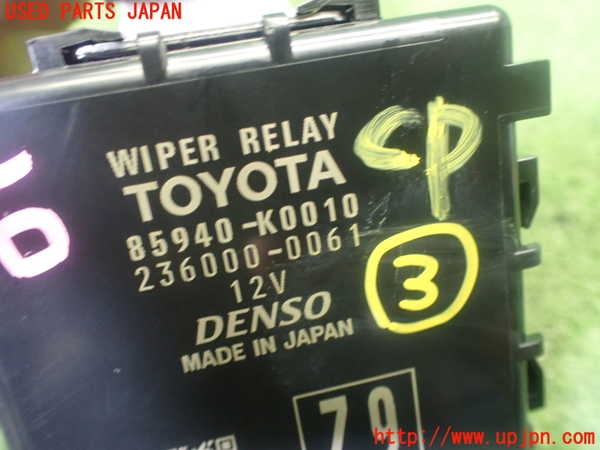 USED PARTS JAPAN
WIPER RELAY
TOYOTA
85940-K0010
236000-0061
12V
DENSO
MADE IN JAPAN
CP
3
79
http://www.upjpn.com/